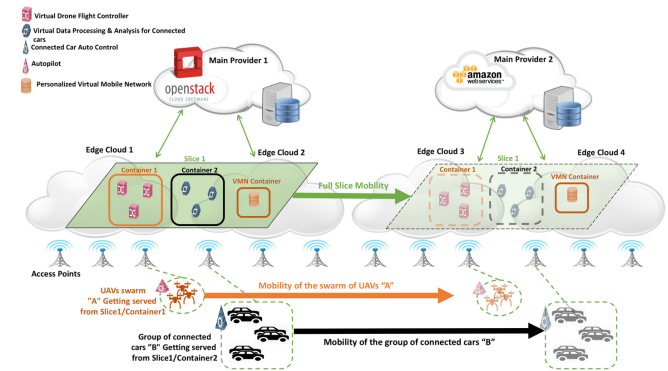 Virtual Drone Flight Controller
Virtual Data Processing & Analysis for Connected
cars
Connected Car Auto Control
Autopilot
Personalized Virtual Mobile Network
Main Provider 1
openstack
CLOUD SOFTWARE
Main Provider 2
amazon
webservices™
Edge Cloud 1
Slice 1
Edge Cloud 2
Container 1
Container 2
VMN Container
Full Slice Mobility
Edge Cloud 3
Slice 1
Edge Cloud 4
Container 1
Container 2
VMN Container
Access Points
UAVs swarm
"A" Getting served
from Slice1/Container1
Mobility of the swarm of UAVs “A”
Group of connected
cars "B" Getting served
from Slice1/Container2
Mobility of the group of connected cars “B”